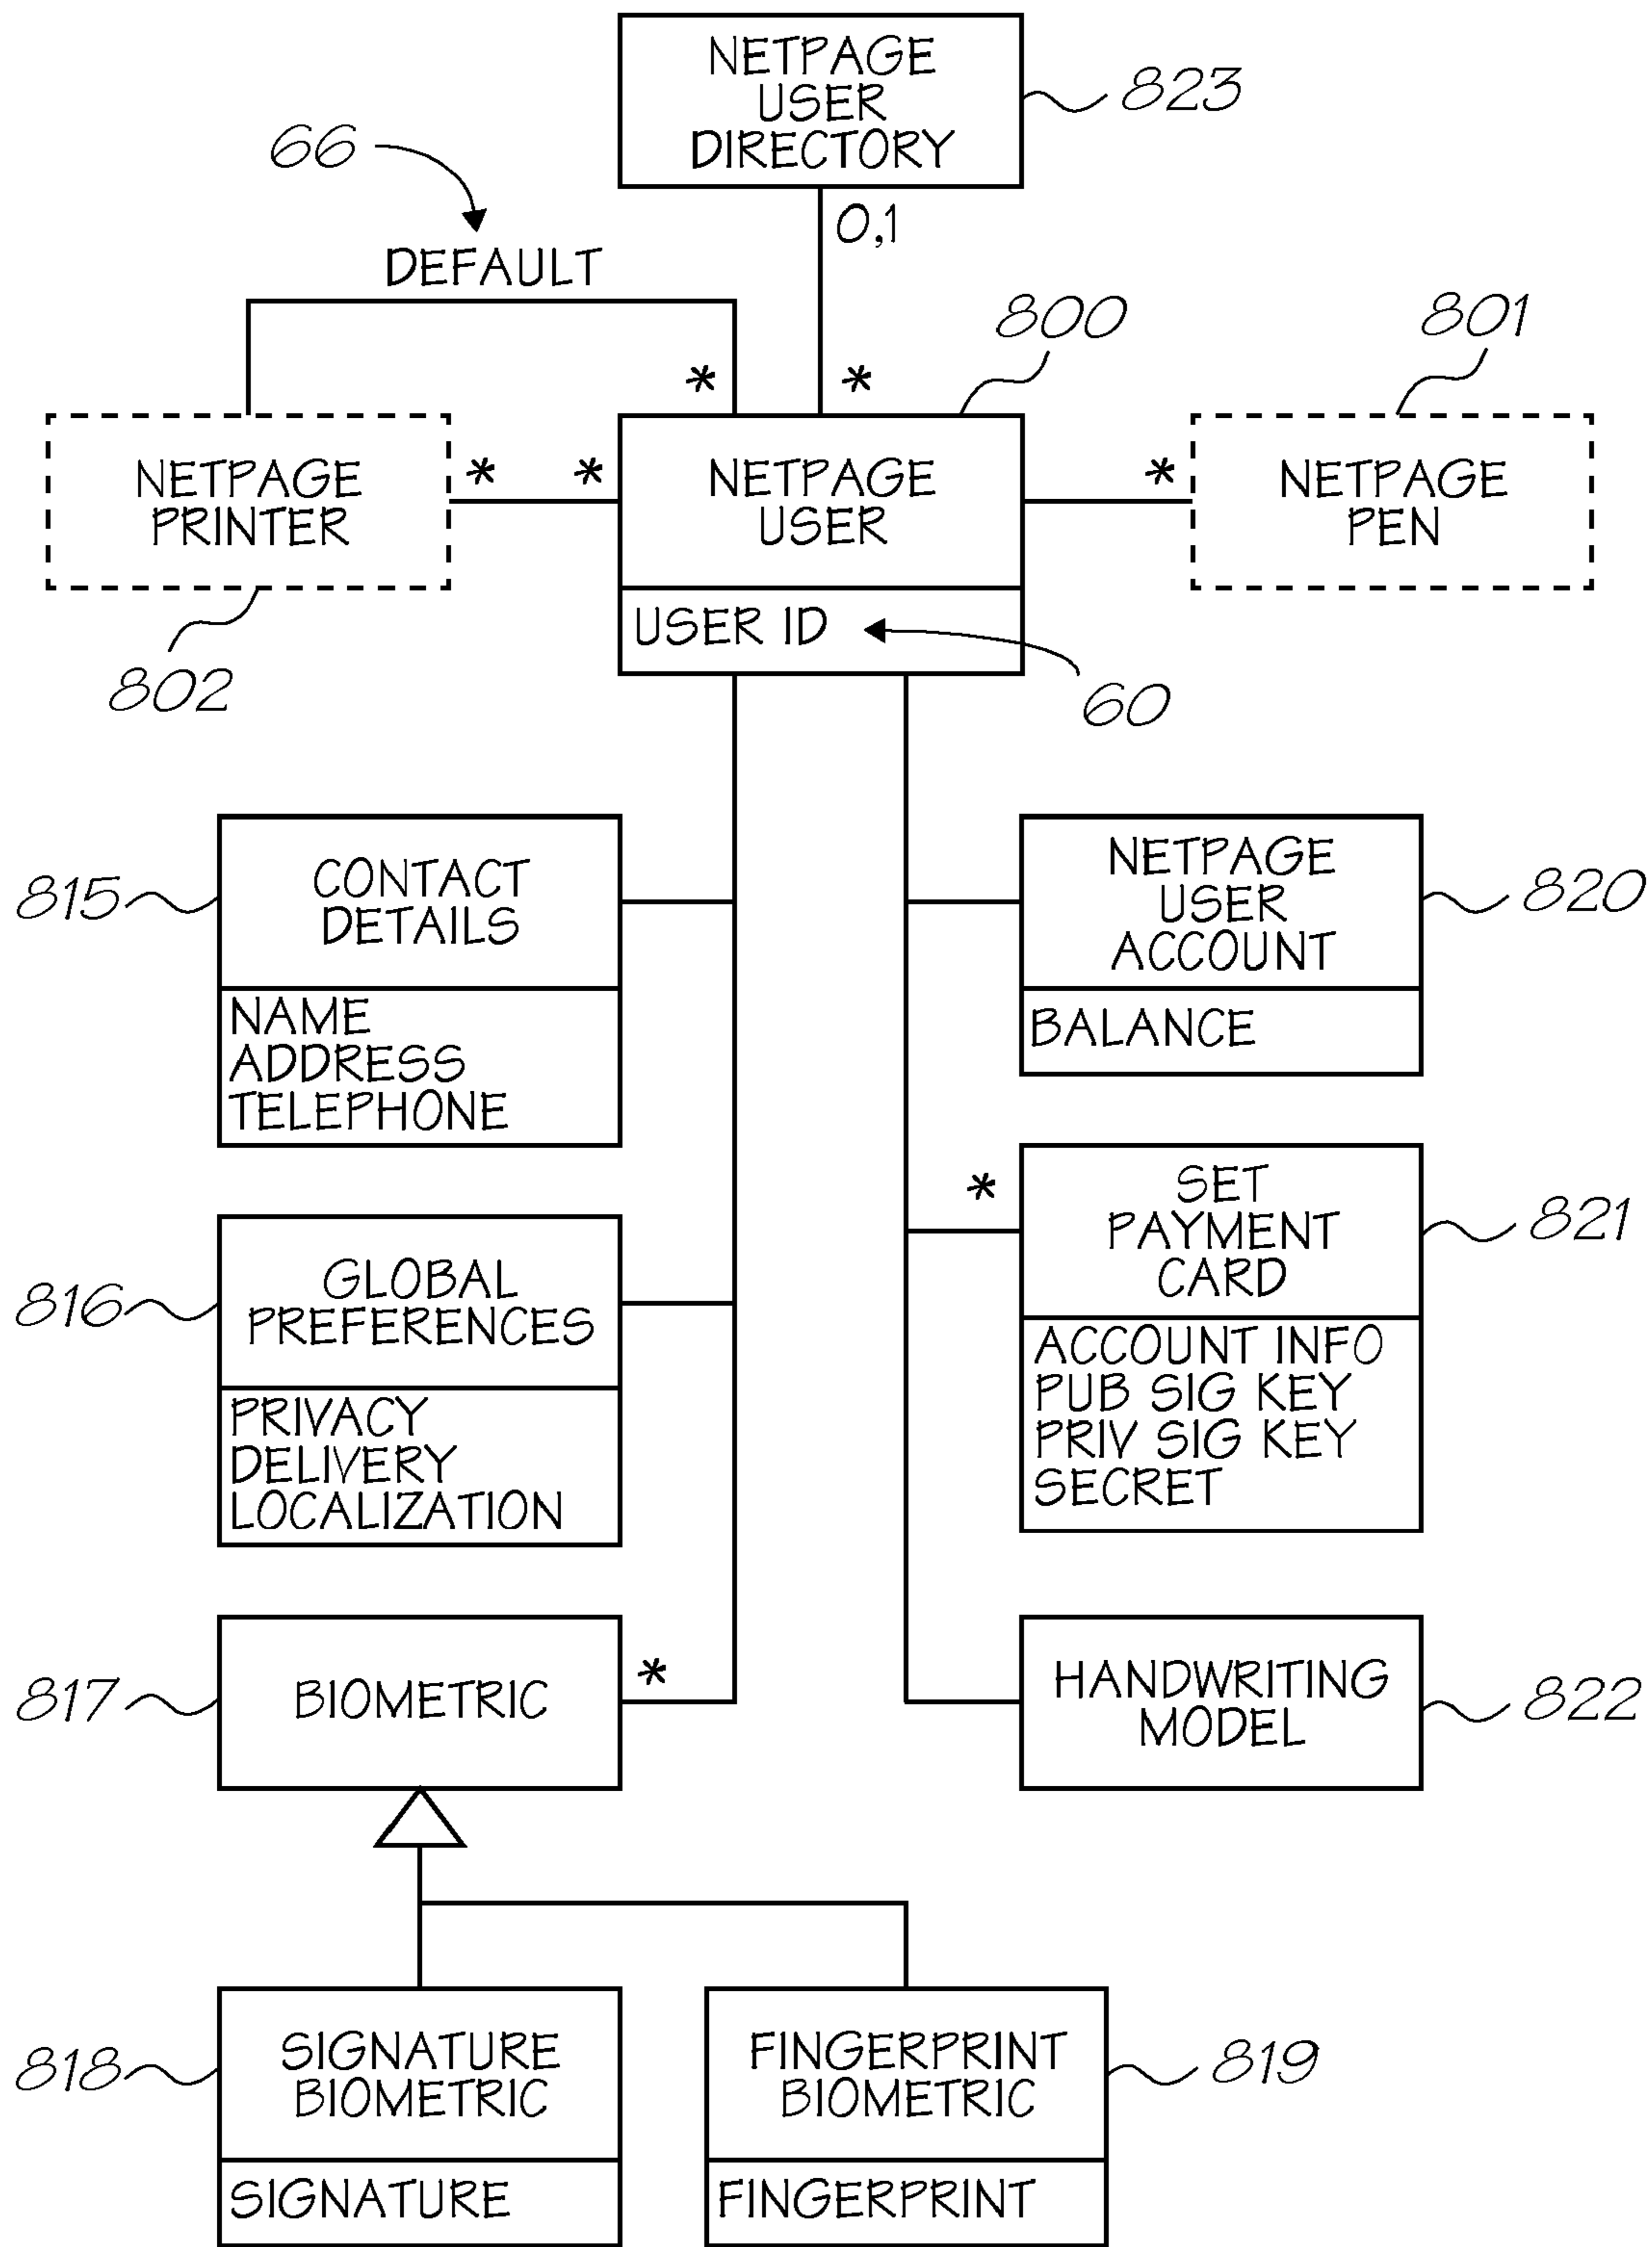 NETPAGE
USER
DIRECTORY
823
66
0,1
DEFAULT
800
801
*
*
NETPAGE
PRINTER
*
*
NETPAGE
USER
*
NETPAGE
PEN
USER ID
802
60
815
CONTACT
DETAILS
NAME
ADDRESS
TELEPHONE
NETPAGE
USER
ACCOUNT
820
BALANCE
816
GLOBAL
PREFERENCES
PRIVACY
DELIVERY
LOCALIZATION
*
SET
PAYMENT
CARD
821
ACCOUNT INFO
PUB SIG KEY
PRIV SIG KEY
SECRET
817
BIOMETRIC
*
HANDWRITING
MODEL
822
818
SIGNATURE
BIOMETRIC
SIGNATURE
FINGERPRINT
BIOMETRIC
819
FINGERPRINT